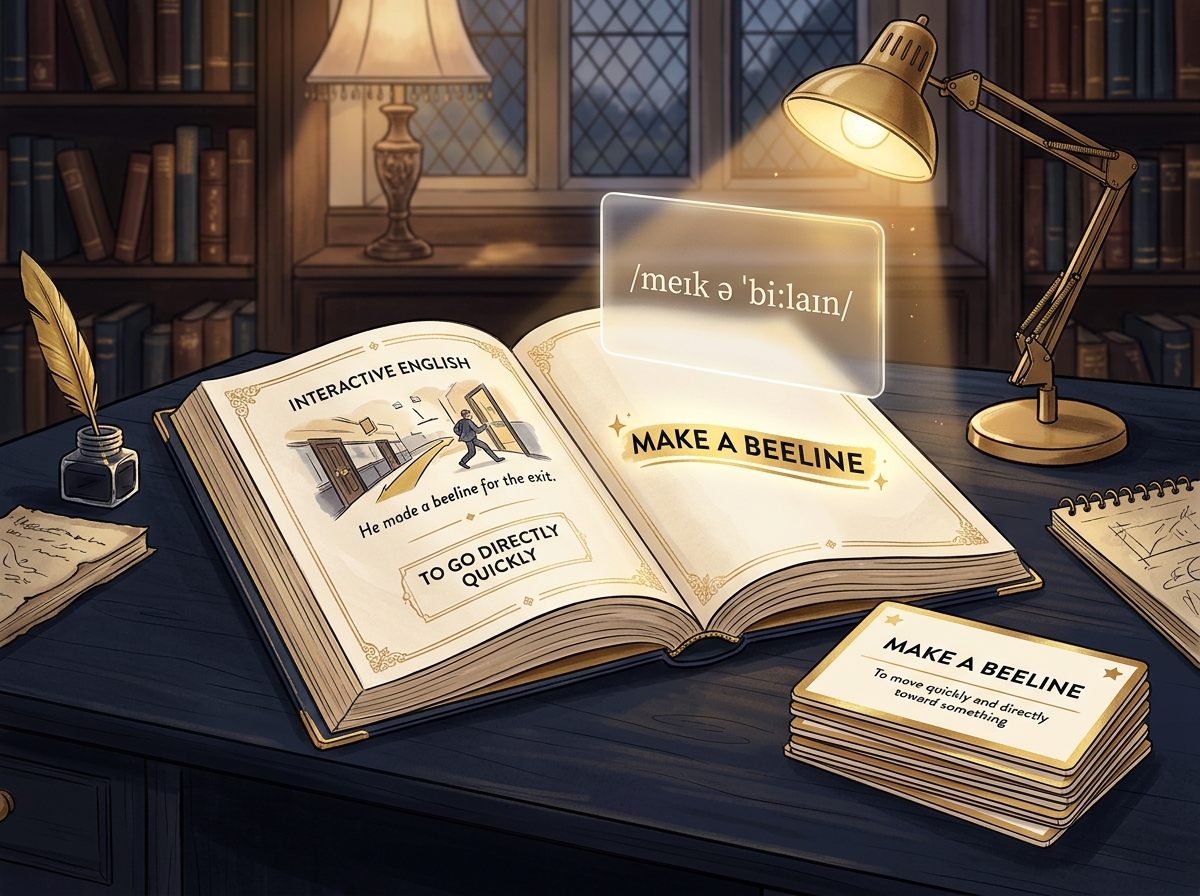 INTERACTIVE ENGLISH
He made a beeline for the exit.
TO GO DIRECTLY
QUICKLY
/meɪk ə ˈbiːlaɪn/
MAKE A BEELINE
MAKE A BEELINE
To move quickly and directly
toward something